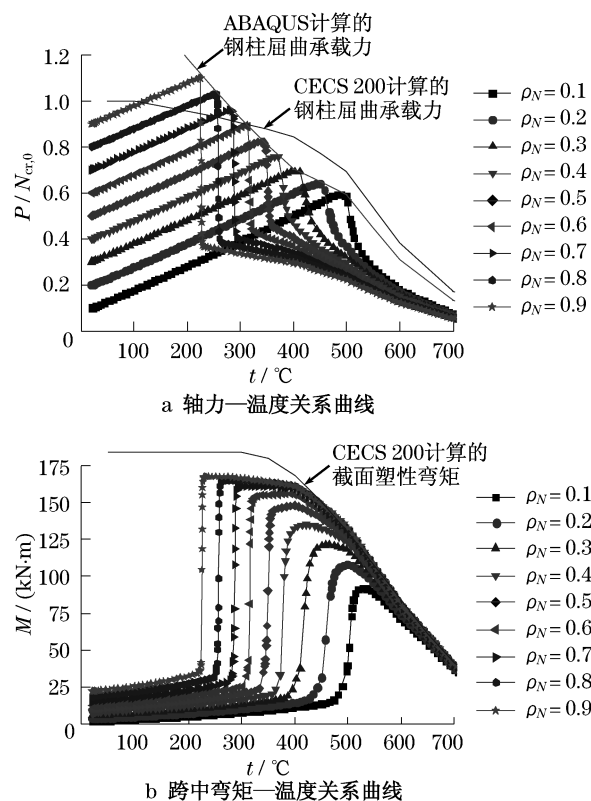 ABAQUS计算的
钢柱屈曲承载力
CECS 200计算的
钢柱屈曲承载力
P / Ncr,0
1.2
1.0
0.8
0.6
0.4
0.2
0
100
200
300
400
500
600
700
t / ℃
ρN = 0.1
ρN = 0.2
ρN = 0.3
ρN = 0.4
ρN = 0.5
ρN = 0.6
ρN = 0.7
ρN = 0.8
ρN = 0.9
a 轴力—温度关系曲线
CECS 200计算的
截面塑性弯矩
M / (kN·m)
175
150
125
100
75
50
25
0
100
200
300
400
500
600
700
t / ℃
ρN = 0.1
ρN = 0.2
ρN = 0.3
ρN = 0.4
ρN = 0.5
ρN = 0.6
ρN = 0.7
ρN = 0.8
ρN = 0.9
b 跨中弯矩—温度关系曲线